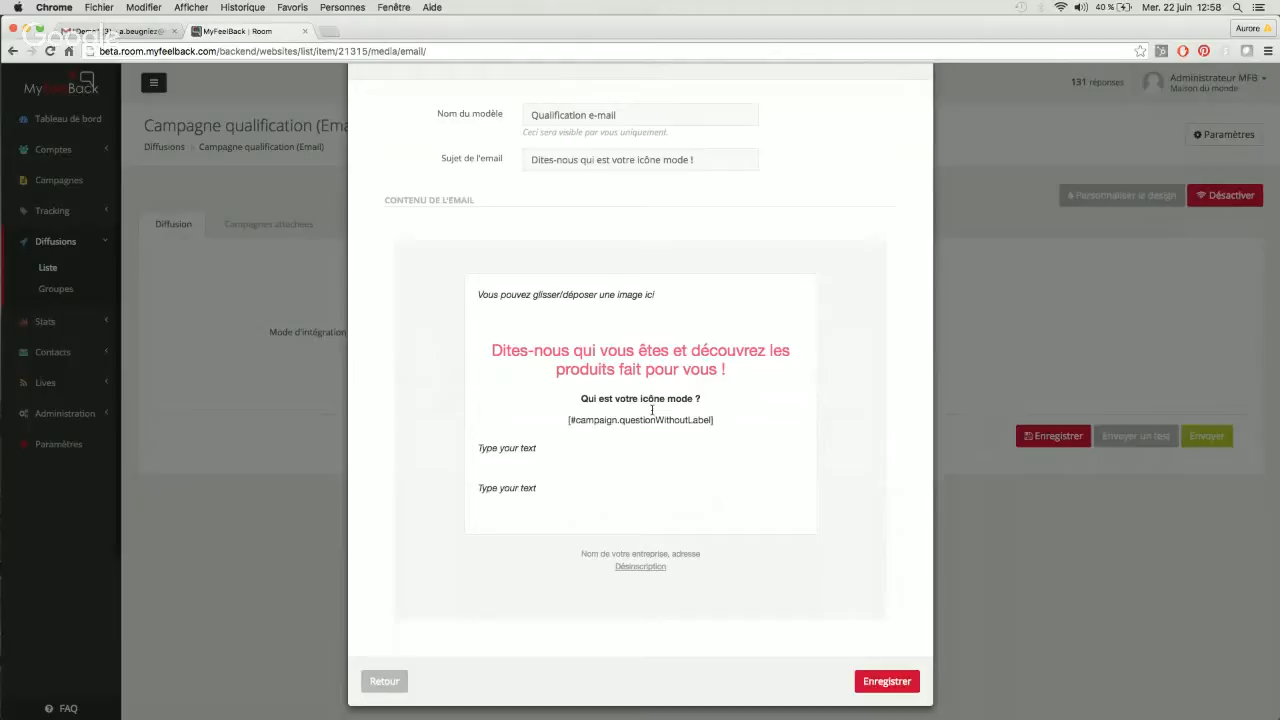 Chrome Fichier Modifier Afficher Historique Favoris Personnes Fenêtre Aide
40 % Mer. 22 juin 12:58
MyFeelBack | Room
Aurore
Google
beta.room.myfeelback.com/backend/websites/list/item/21315/media/email/
MyFeedBack
131 réponses
Administrateur MFB
Maison du monde
Tableau de bord
Comptes
Campagnes
Tracking
Diffusions
Liste
Groupes
Stats
Contacts
Lives
Administration
Paramètres
FAQ
Campagne qualification (Ema
Diffusions Campagne qualification (Email)
Paramètres
Personnaliser le design
Désactiver
Diffusion
Campagnes attachées
Mode d'intégration
Enregistrer
Envoyer un test
Envoyer
Nom du modèle
Qualification e-mail
Ceci sera visible par vous uniquement.
Sujet de l'email
Dites-nous qui est votre icône mode !
CONTENU DE L'EMAIL
Vous pouvez glisser/déposer une image ici
Dites-nous qui vous êtes et découvrez les
produits fait pour vous !
Qui est votre icône mode ?
[#campaign.questionWithoutLabel]
Type your text
Type your text
Nom de votre entreprise, adresse
Désinscription
Retour
Enregistrer